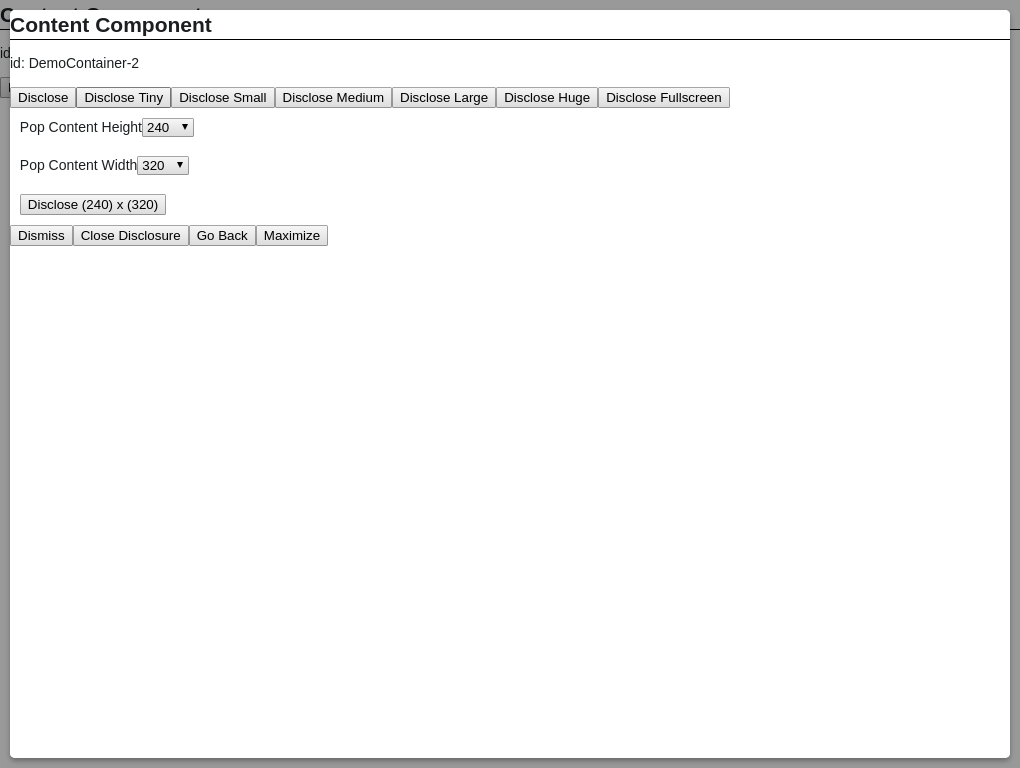 Content Component
id: DemoContainer-2
Disclose Disclose Tiny Disclose Small Disclose Medium Disclose Large Disclose Huge Disclose Fullscreen
Pop Content Height 240
Pop Content Width 320
Disclose (240) x (320)
Dismiss Close Disclosure Go Back Maximize